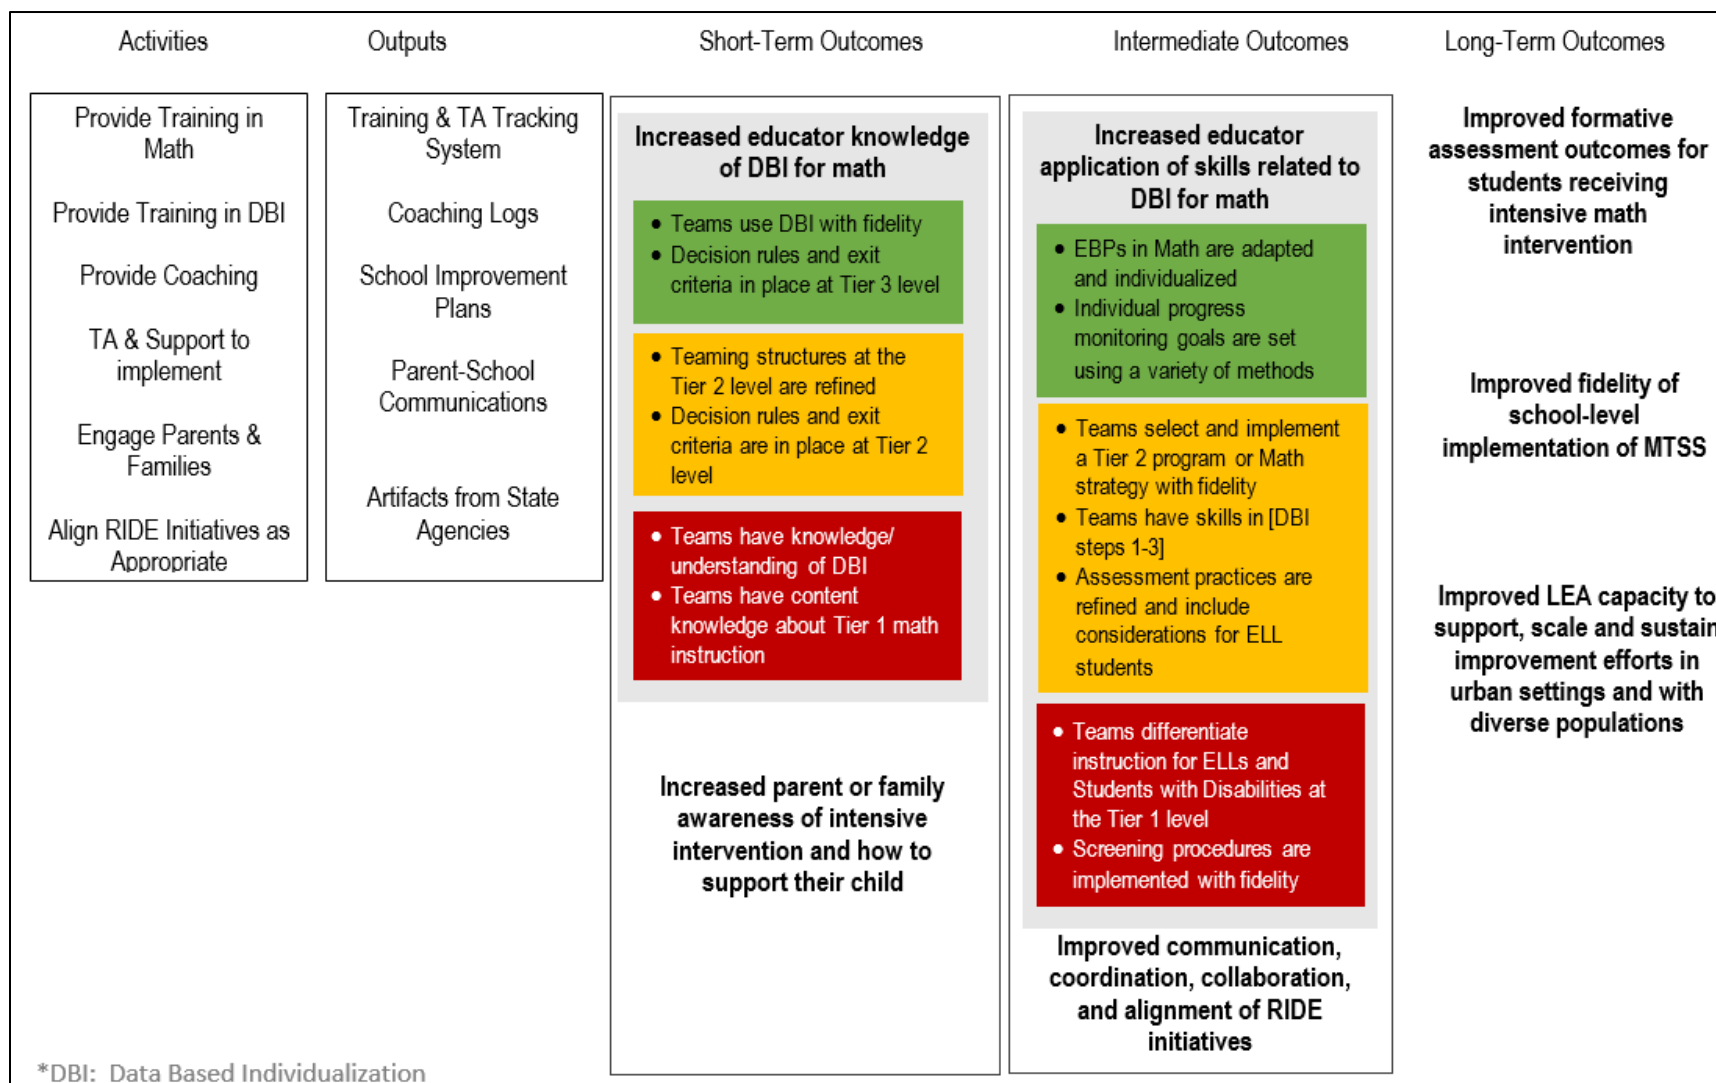 Activities
Outputs
Short-Term Outcomes
Intermediate Outcomes
Long-Term Outcomes
Provide Training in
Math
Provide Training in DBI
Provide Coaching
TA & Support to
implement
Engage Parents &
Families
Align RIDE Initiatives as
Appropriate
Training & TA Tracking
System
Coaching Logs
School Improvement
Plans
Parent-School
Communications
Artifacts from State
Agencies
Increased educator knowledge
of DBI for math
• Teams use DBI with fidelity
• Decision rules and exit
criteria in place at Tier 3 level
• Teaming structures at the
Tier 2 level are refined
• Decision rules and exit
criteria are in place at Tier 2
level
• Teams have knowledge/
understanding of DBI
• Teams have content
knowledge about Tier 1 math
instruction
Increased parent or family
awareness of intensive
intervention and how to
support their child
Increased educator
application of skills related to
DBI for math
• EBPs in Math are adapted
and individualized
• Individual progress
monitoring goals are set
using a variety of methods
• Teams select and implement
a Tier 2 program or Math
strategy with fidelity
• Teams have skills in [DBI
steps 1-3]
• Assessment practices are
refined and include
considerations for ELL
students
• Teams differentiate
instruction for ELLs and
Students with Disabilities at
the Tier 1 level
• Screening procedures are
implemented with fidelity
Improved communication,
coordination, collaboration,
and alignment of RIDE
initiatives
Improved formative
assessment outcomes for
students receiving
intensive math
intervention
Improved fidelity of
school-level
implementation of MTSS
Improved LEA capacity to
support, scale and sustain
improvement efforts in
urban settings and with
diverse populations
*DBI: Data Based Individualization